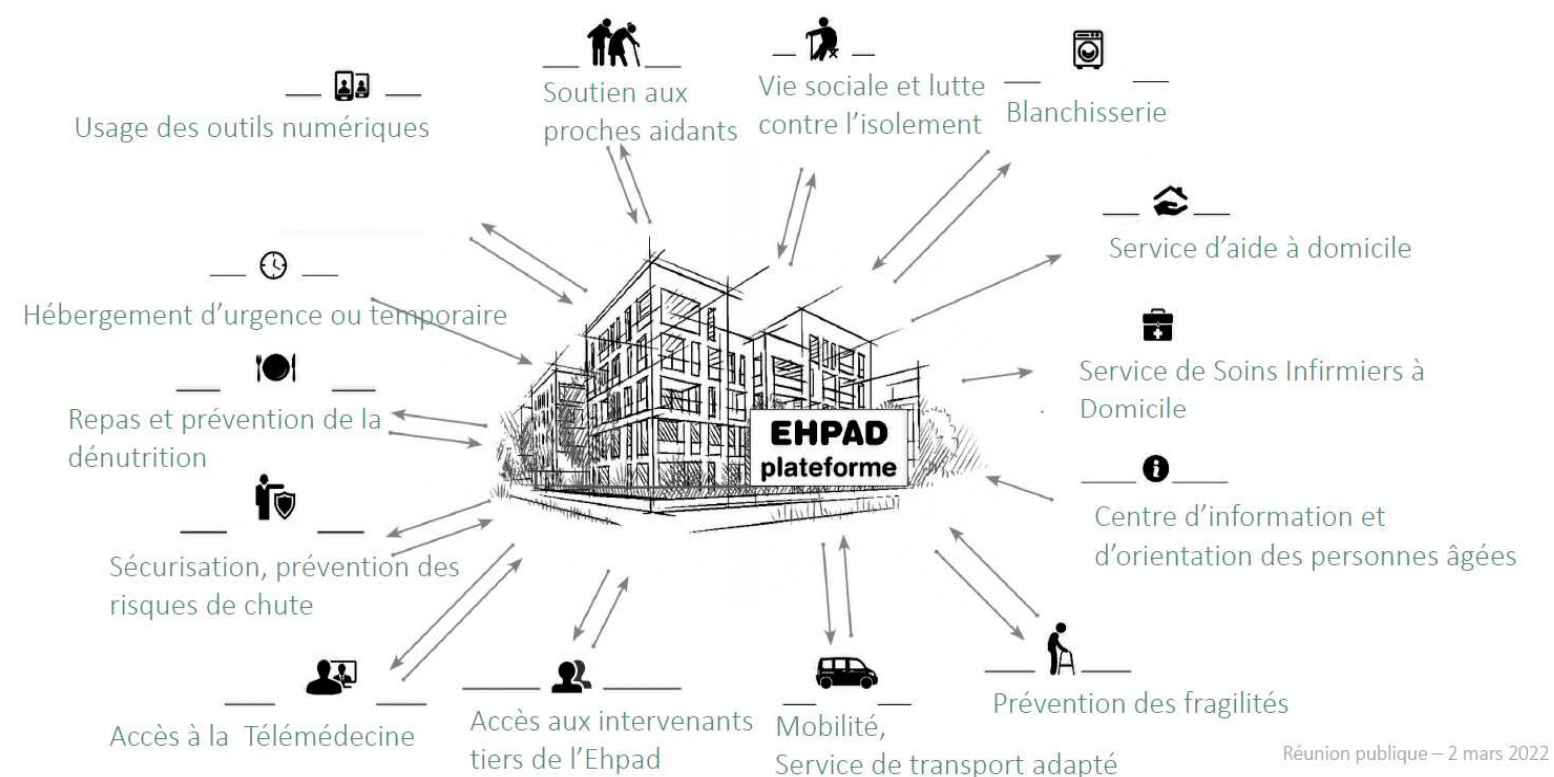 Usage des outils numériques
Soutien aux
proches aidants
Vie sociale et lutte
contre l'isolement
Blanchisserie
Service d'aide à domicile
Hébergement d'urgence ou temporaire
Service de Soins Infirmiers à
Domicile
Repas et prévention de la
dénutrition
EHPAD
plateforme
Centre d'information et
d'orientation des personnes âgées
Sécurisation, prévention des
risques de chute
Prévention des fragilités
Accès à la Télémédecine
Accès aux intervenants
tiers de l'Ehpad
Mobilité,
Service de transport adapté
Réunion publique – 2 mars 2022